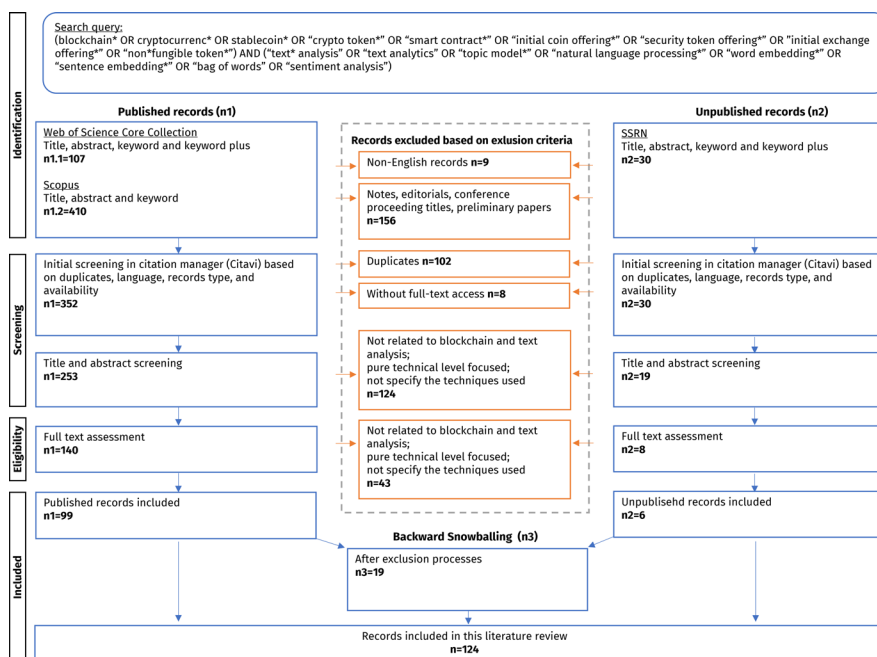 Search query:
(blockchain* OR cryptocurrenc* OR stablecoin* OR “crypto token*” OR “smart contract*” OR “initial coin offering*” OR “security token offering*” OR ”initial exchange
offering*” OR “non*fungible token*”) AND (“text* analysis” OR “text analytics” OR “topic model*” OR “natural language processing*” OR “word embedding*” OR
“sentence embedding*” OR “bag of words” OR “sentiment analysis”)
Identification
Published records (n1)
Unpublished records (n2)
Web of Science Core Collection
Title, abstract, keyword and keyword plus
n1.1=107
Scopus
Title, abstract and keyword
n1.2=410
Records excluded based on exlusion criteria
Non-English records n=9
Notes, editorials, conference
proceeding titles, preliminary papers
n=156
SSRN
Title, abstract, keyword and keyword plus
n2=30
Screening
Initial screening in citation manager (Citavi) based
on duplicates, language, records type, and
availability
n1=352
Duplicates n=102
Without full-text access n=8
Initial screening in citation manager (Citavi) based
on duplicates, language, records type, and
availability
n2=30
Title and abstract screening
n1=253
Not related to blockchain and text
analysis;
pure technical level focused;
not specify the techniques used
n=124
Title and abstract screening
n2=19
Eligibility
Full text assessment
n1=140
Not related to blockchain and text
analysis;
pure technical level focused;
not specify the techniques used
n=43
Full text assessment
n2=8
Included
Published records included
n1=99
Unpublisehd records included
n2=6
Backward Snowballing (n3)
After exclusion processes
n3=19
Records included in this literature review
n=124